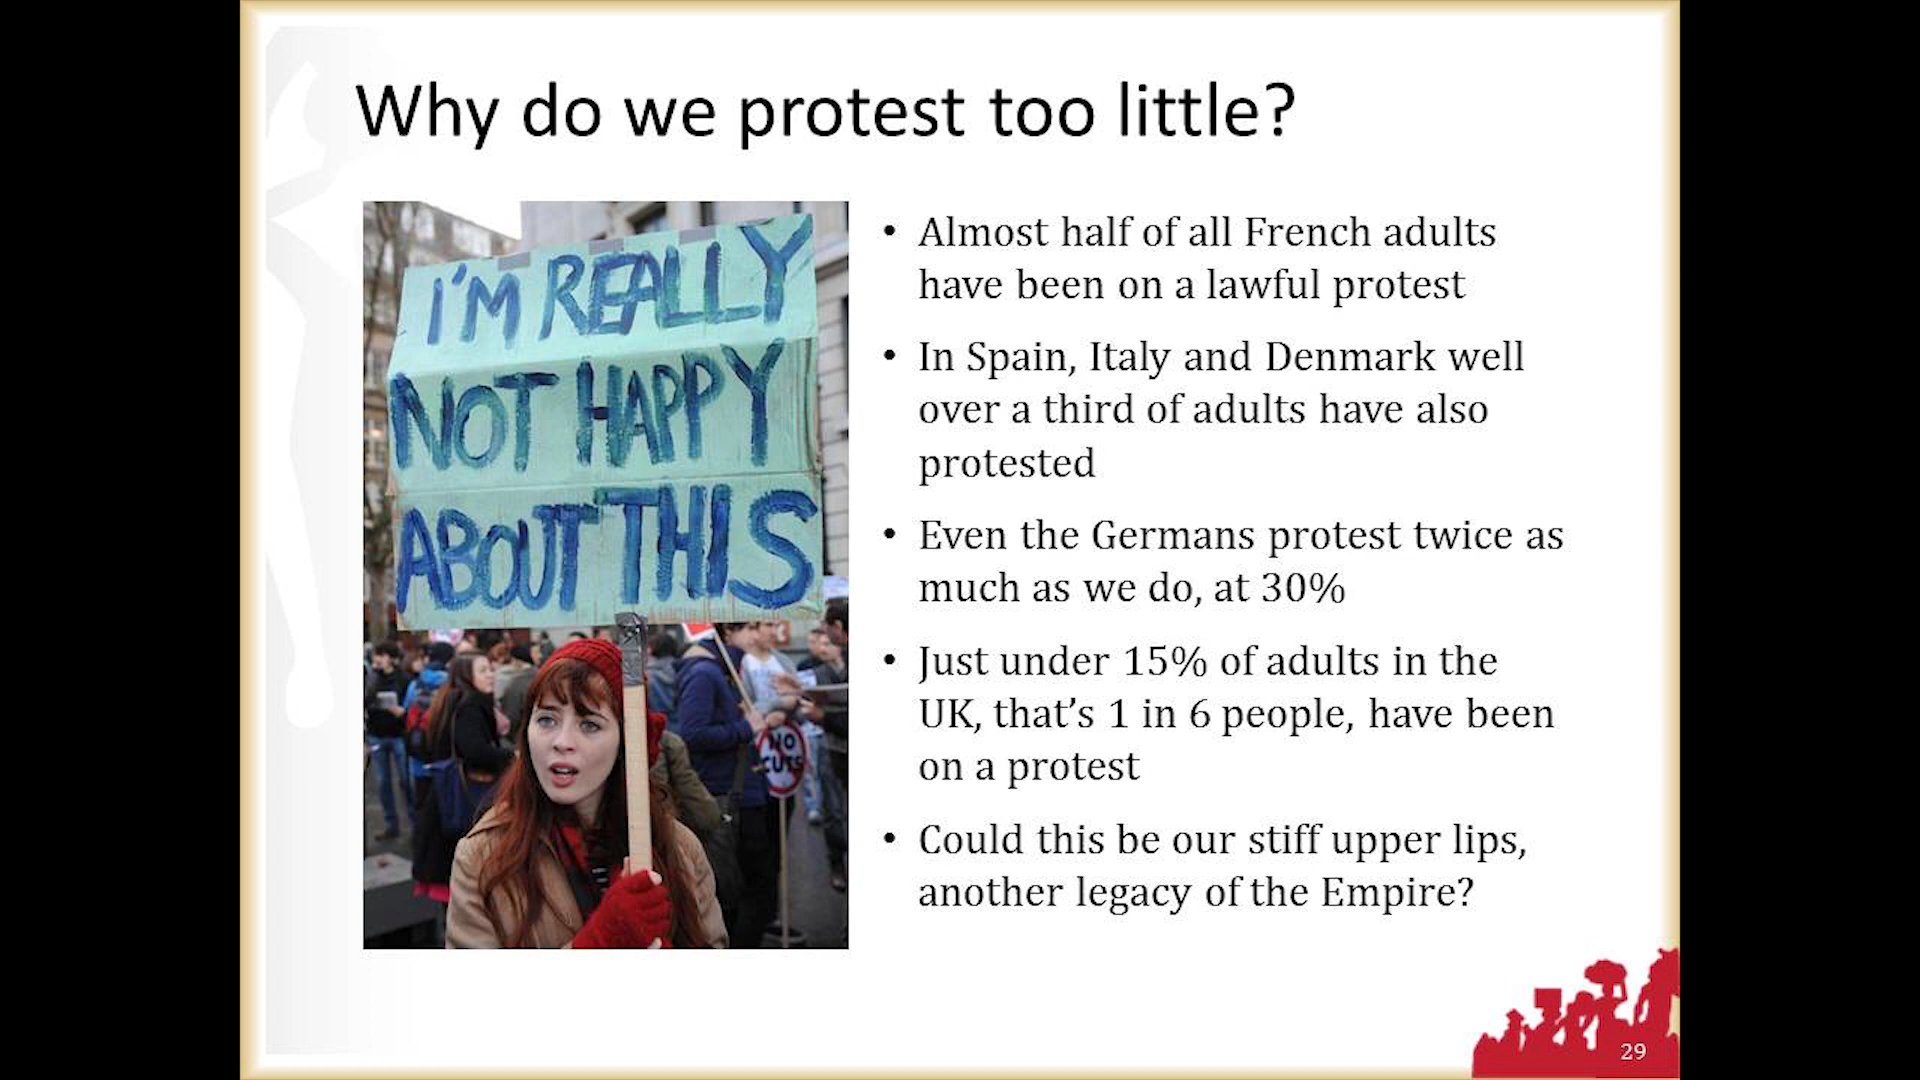 Why do we protest too little?
I'M REALLY
NOT HAPPY
ABOUT THIS
NO
CUTS
• Almost half of all French adults
have been on a lawful protest
• In Spain, Italy and Denmark well
over a third of adults have also
protested
• Even the Germans protest twice as
much as we do, at 30%
• Just under 15% of adults in the
UK, that's 1 in 6 people, have been
on a protest
• Could this be our stiff upper lips,
another legacy of the Empire?
29